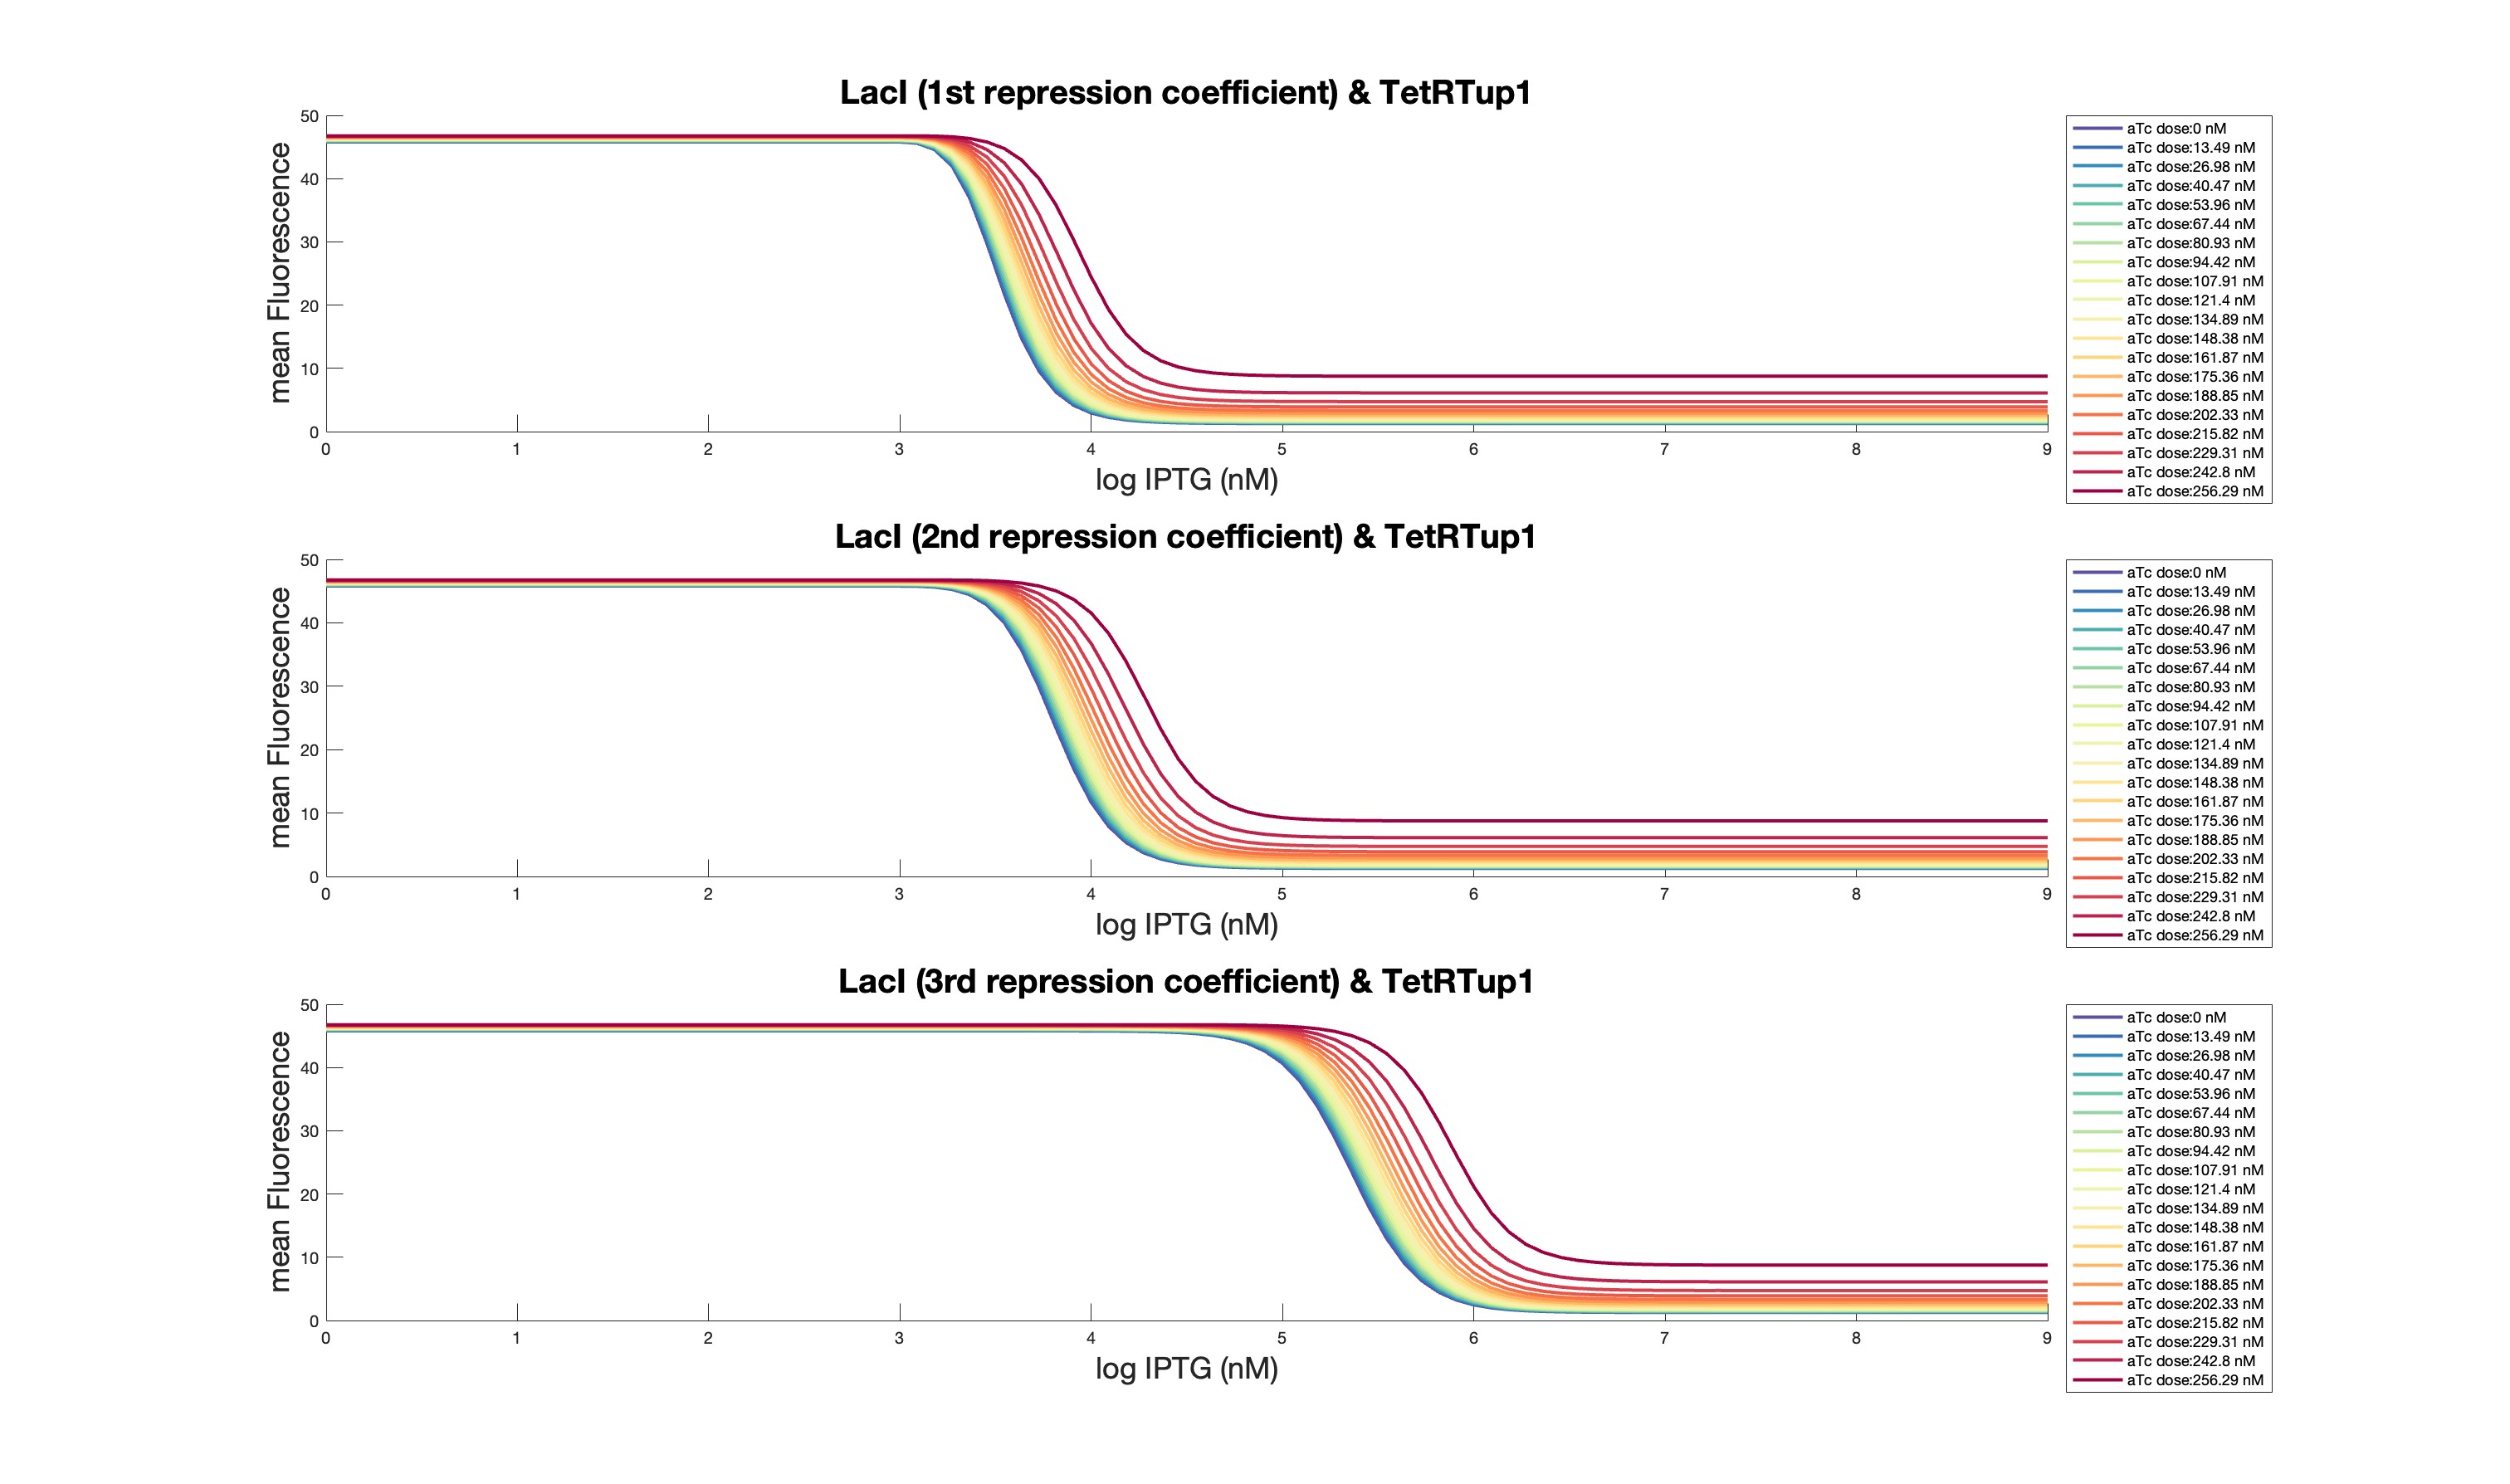 LacI (1st repression coefficient) & TetRTup1
50
40
30
20
10
0
mean Fluorescence
0 1 2 3 4 5 6 7 8 9
log IPTG (nM)
aTc dose:0 nM
aTc dose:13.49 nM
aTc dose:26.98 nM
aTc dose:40.47 nM
aTc dose:53.96 nM
aTc dose:67.44 nM
aTc dose:80.93 nM
aTc dose:94.42 nM
aTc dose:107.91 nM
aTc dose:121.4 nM
aTc dose:134.89 nM
aTc dose:148.38 nM
aTc dose:161.87 nM
aTc dose:175.36 nM
aTc dose:188.85 nM
aTc dose:202.33 nM
aTc dose:215.82 nM
aTc dose:229.31 nM
aTc dose:242.8 nM
aTc dose:256.29 nM
LacI (2nd repression coefficient) & TetRTup1
50
40
30
20
10
0
mean Fluorescence
0 1 2 3 4 5 6 7 8 9
log IPTG (nM)
aTc dose:0 nM
aTc dose:13.49 nM
aTc dose:26.98 nM
aTc dose:40.47 nM
aTc dose:53.96 nM
aTc dose:67.44 nM
aTc dose:80.93 nM
aTc dose:94.42 nM
aTc dose:107.91 nM
aTc dose:121.4 nM
aTc dose:134.89 nM
aTc dose:148.38 nM
aTc dose:161.87 nM
aTc dose:175.36 nM
aTc dose:188.85 nM
aTc dose:202.33 nM
aTc dose:215.82 nM
aTc dose:229.31 nM
aTc dose:242.8 nM
aTc dose:256.29 nM
LacI (3rd repression coefficient) & TetRTup1
50
40
30
20
10
0
mean Fluorescence
0 1 2 3 4 5 6 7 8 9
log IPTG (nM)
aTc dose:0 nM
aTc dose:13.49 nM
aTc dose:26.98 nM
aTc dose:40.47 nM
aTc dose:53.96 nM
aTc dose:67.44 nM
aTc dose:80.93 nM
aTc dose:94.42 nM
aTc dose:107.91 nM
aTc dose:121.4 nM
aTc dose:134.89 nM
aTc dose:148.38 nM
aTc dose:161.87 nM
aTc dose:175.36 nM
aTc dose:188.85 nM
aTc dose:202.33 nM
aTc dose:215.82 nM
aTc dose:229.31 nM
aTc dose:242.8 nM
aTc dose:256.29 nM